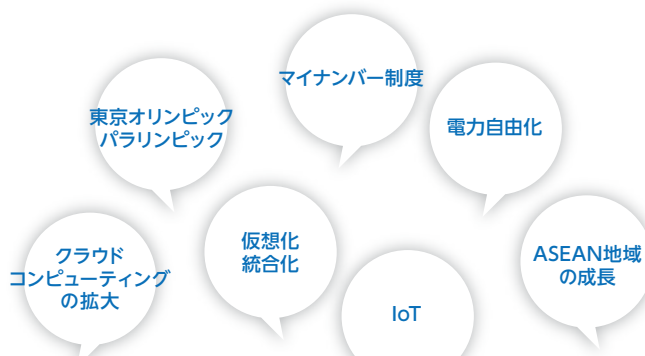 マイナンバー制度
東京オリンピック
パラリンピック
電力自由化
クラウド
コンピューティング
の拡大
仮想化
統合化
IoT
ASEAN地域
の成長